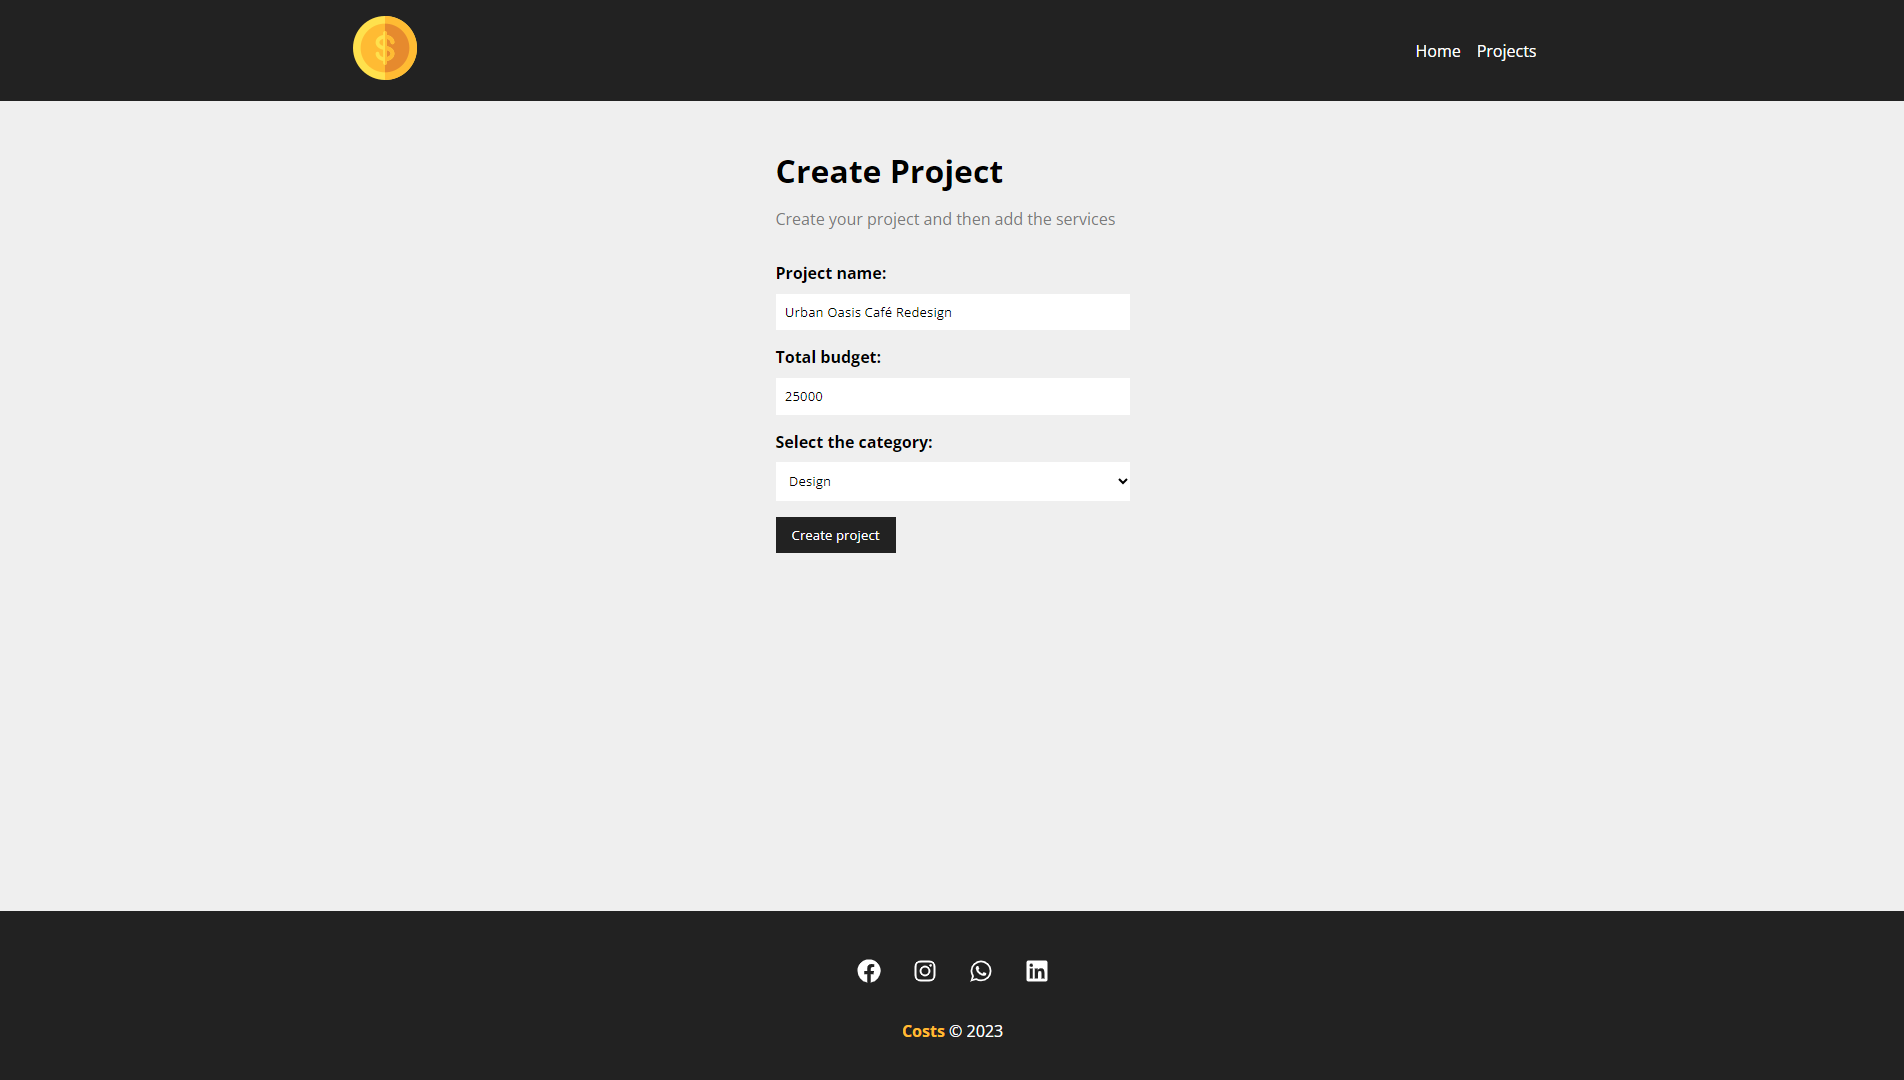 $
Home Projects
Create Project
Create your project and then add the services
Project name:
Urban Oasis Café Redesign
Total budget:
25000
Select the category:
Design
Create project
Costs © 2023